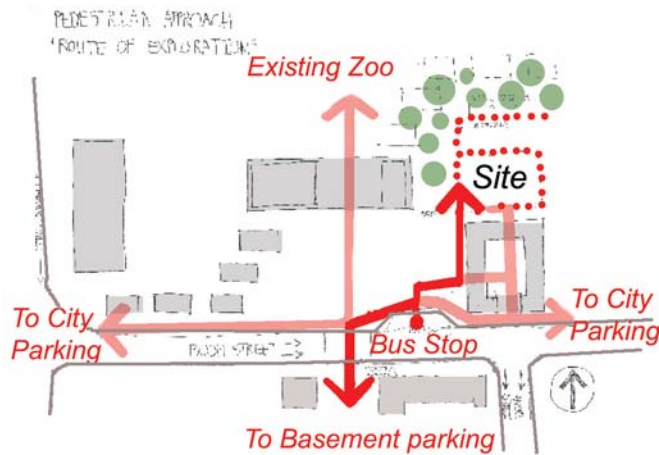 PEDESTRIAN APPROACH
'ROUTE OF EXPLORATION'
Existing Zoo
Site
To City
Parking
To City
Parking
Bus Stop
STREET
To Basement parking